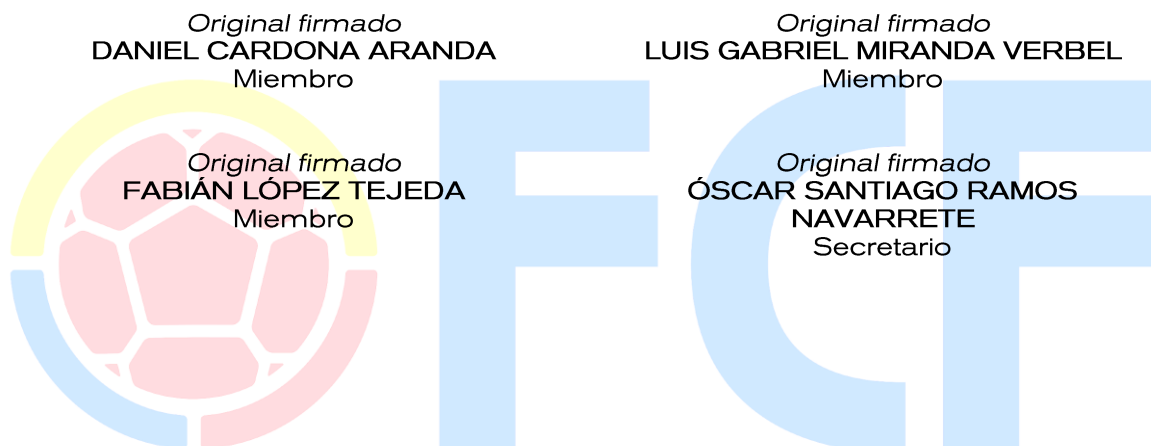 Original firmado
DANIEL CARDONA ARANDA
Miembro
Original firmado
LUIS GABRIEL MIRANDA VERBEL
Miembro
Original firmado
FABIÁN LÓPEZ TEJEDA
Miembro
Original firmado
ÓSCAR SANTIAGO RAMOS
NAVARRETE
Secretario
FCF